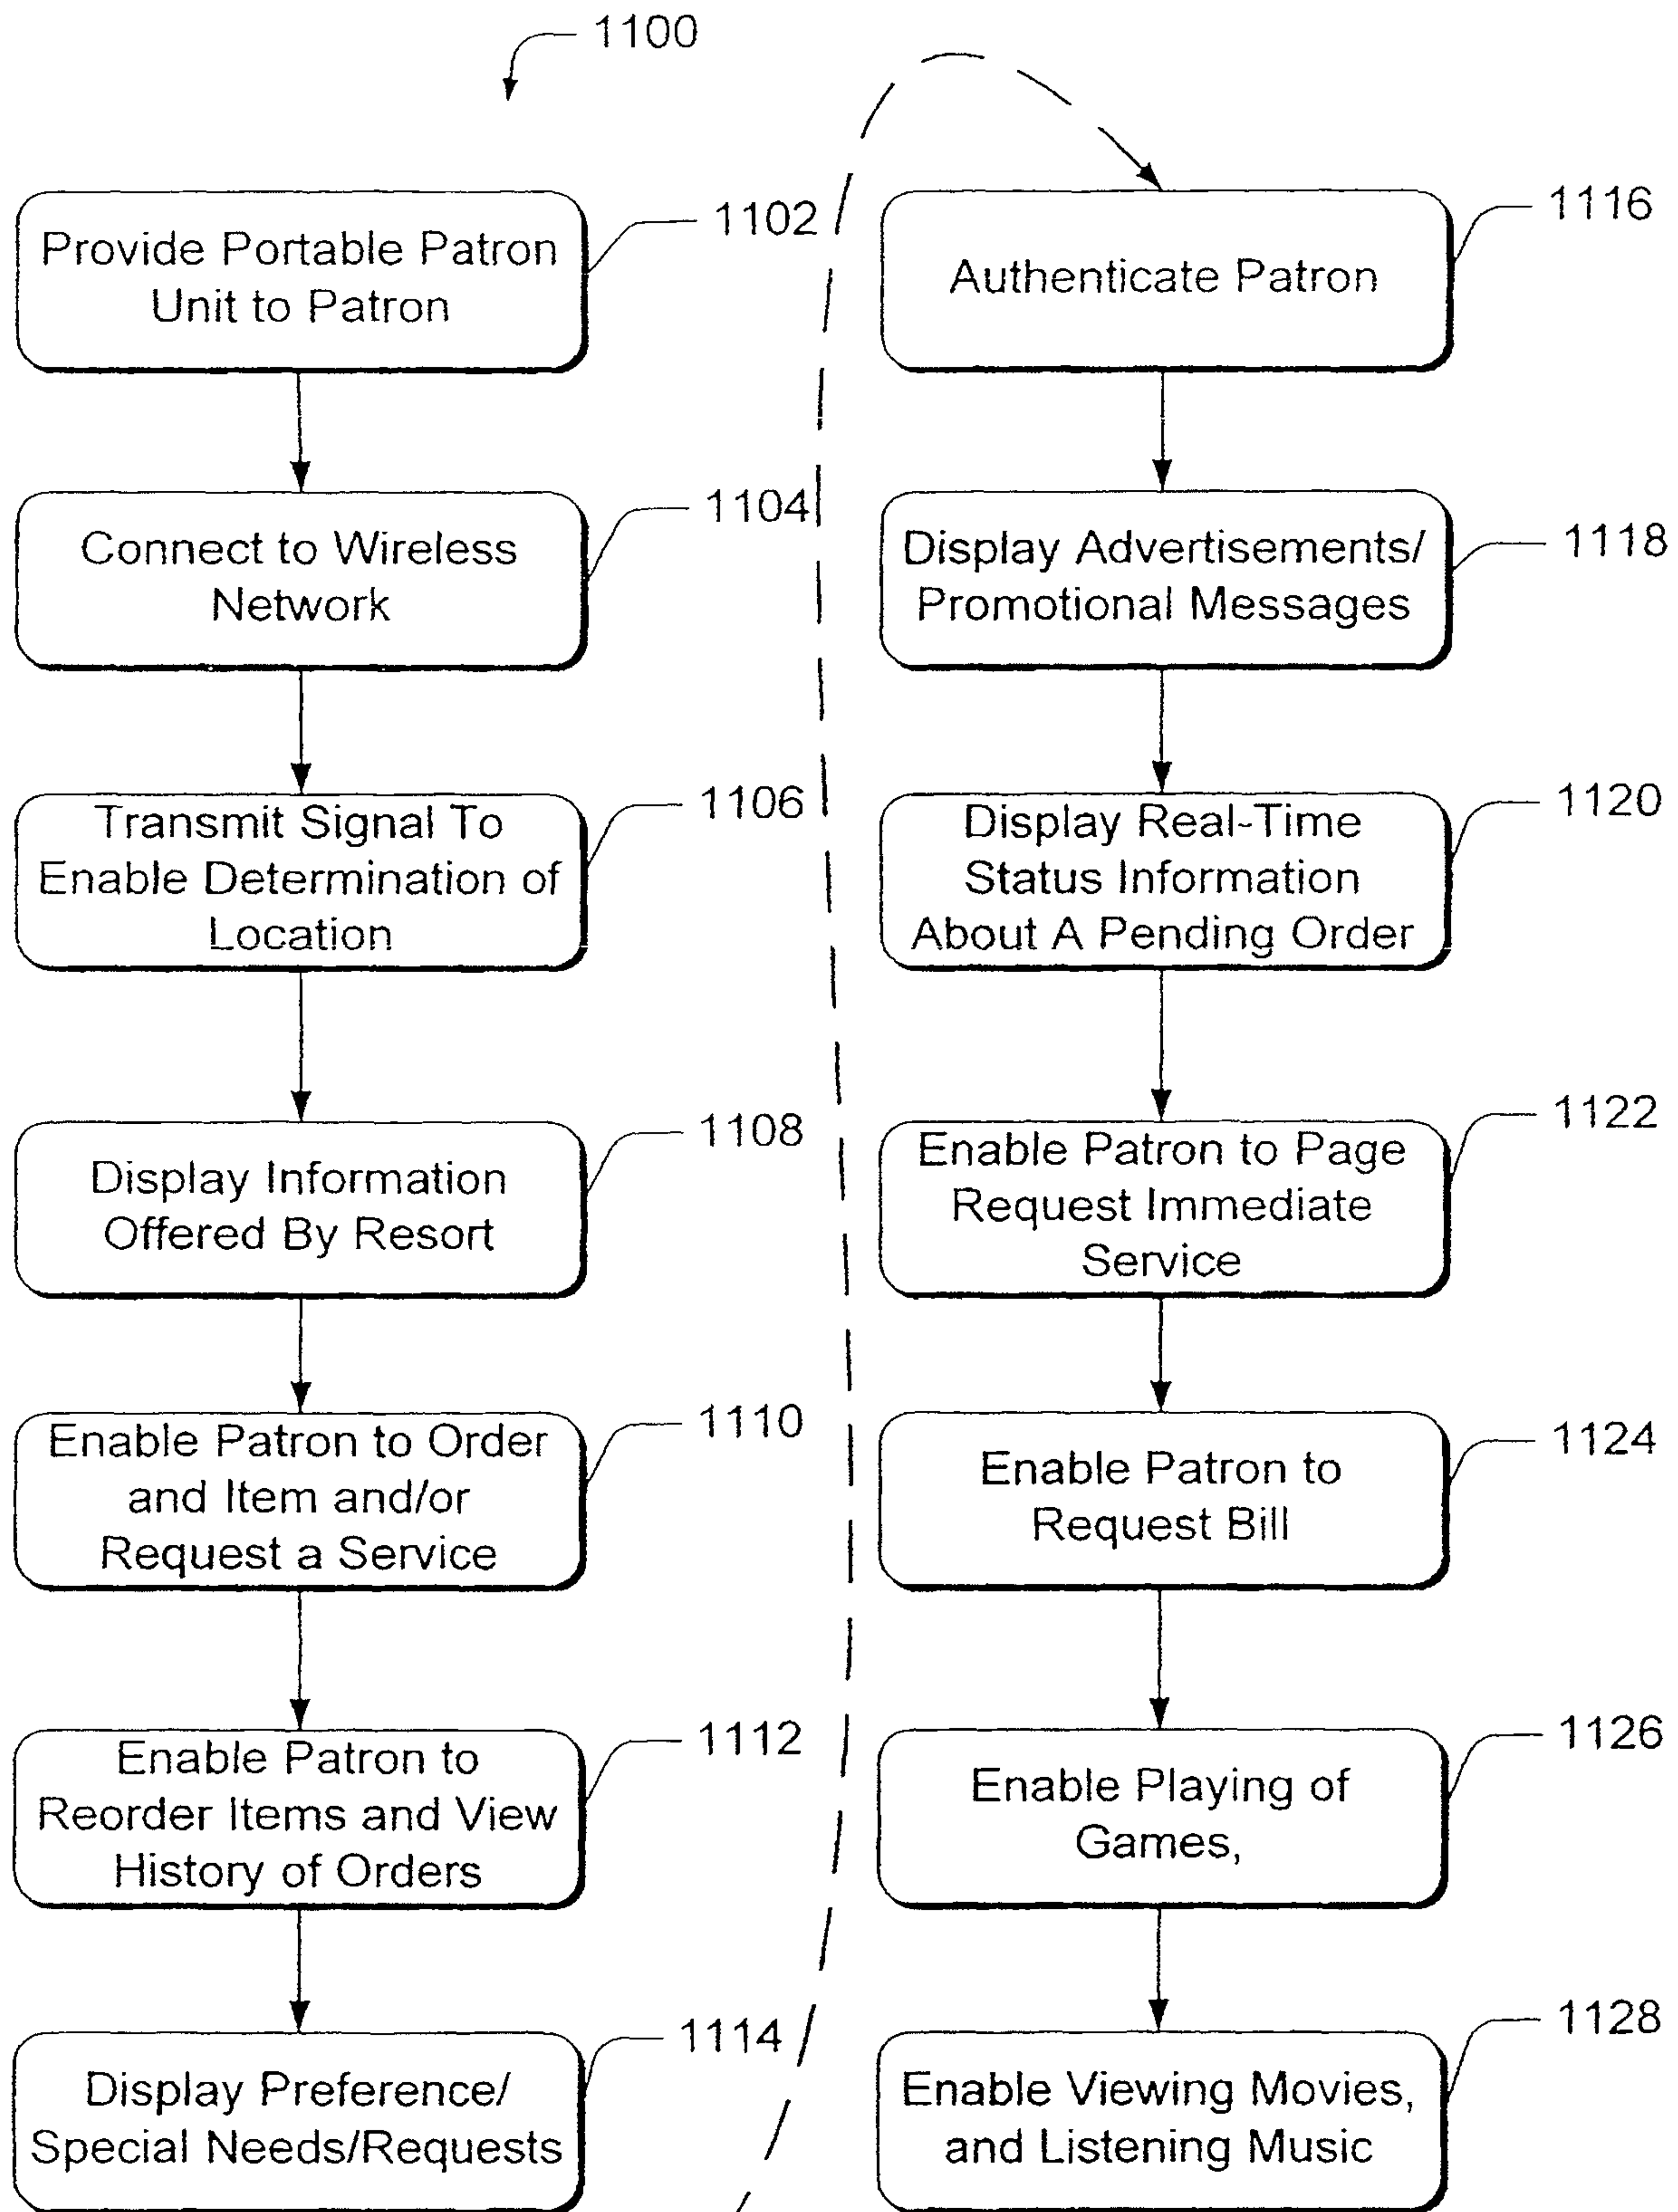 1100
Provide Portable Patron
Unit to Patron
1102
Connect to Wireless
Network
1104
Transmit Signal To
Enable Determination of
Location
1106
Display Information
Offered By Resort
1108
Enable Patron to Order
and Item and/or
Request a Service
1110
Enable Patron to
Reorder Items and View
History of Orders
1112
Display Preference/
Special Needs/Requests
1114
Authenticate Patron
1116
Display Advertisements/
Promotional Messages
1118
Display Real-Time
Status Information
About A Pending Order
1120
Enable Patron to Page
Request Immediate
Service
1122
Enable Patron to
Request Bill
1124
Enable Playing of
Games,
1126
Enable Viewing Movies,
and Listening Music
1128